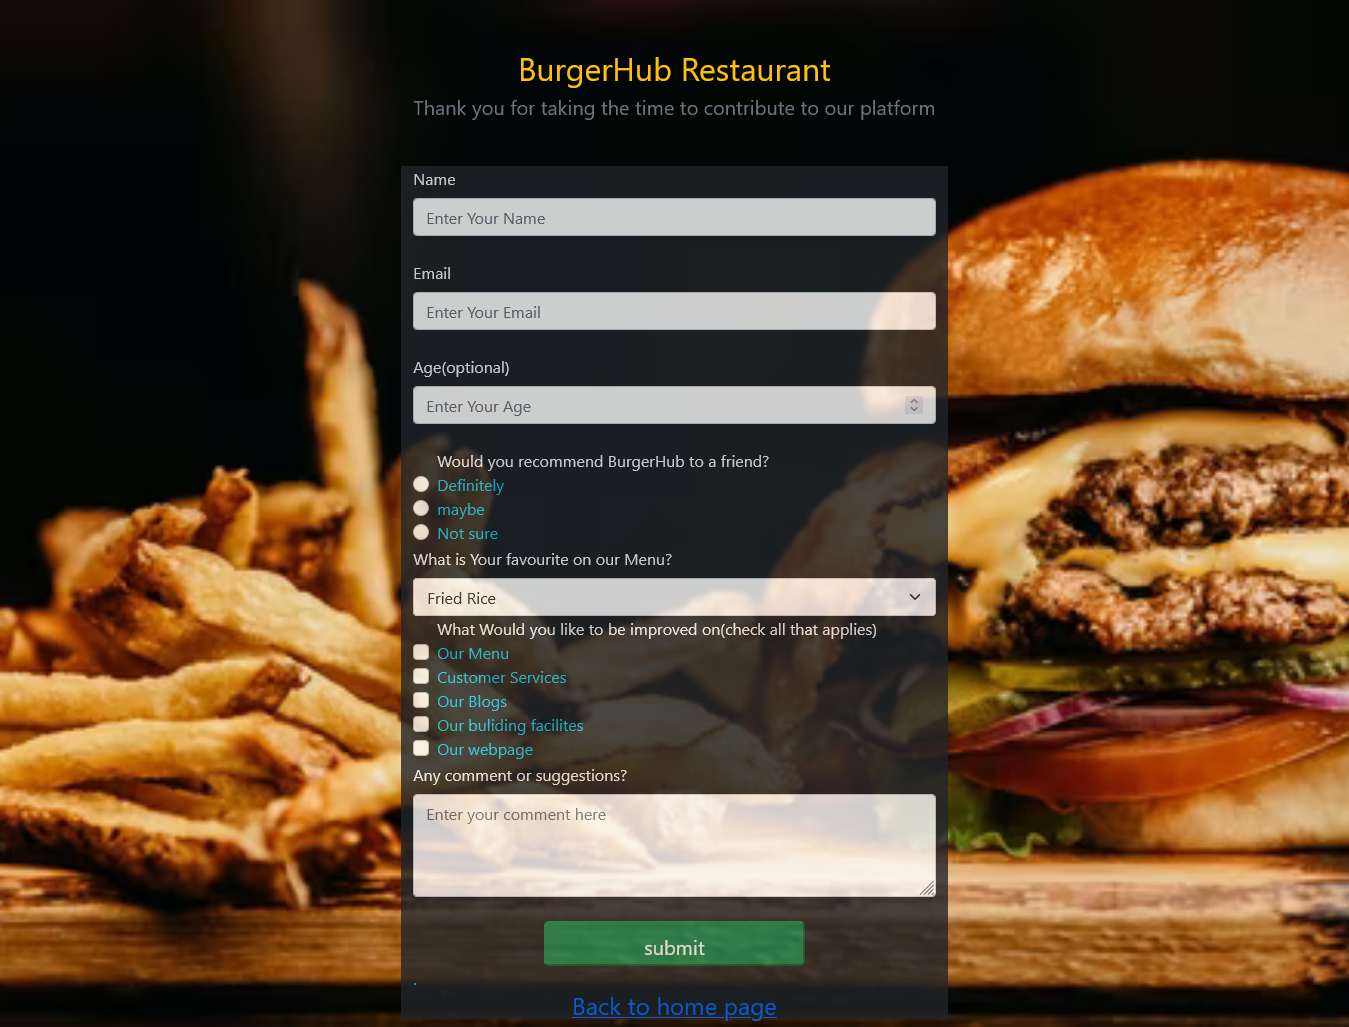 BurgerHub Restaurant
Thank you for taking the time to contribute to our platform
Name
Enter Your Name
Email
Enter Your Email
Age(optional)
Enter Your Age
Would you recommend BurgerHub to a friend?
Definitely
maybe
Not sure
What is Your favourite on our Menu?
Fried Rice
What Would you like to be improved on(check all that applies)
Our Menu
Customer Services
Our Blogs
Our buliding facilites
Our webpage
Any comment or suggestions?
Enter your comment here
submit
.
Back to home page